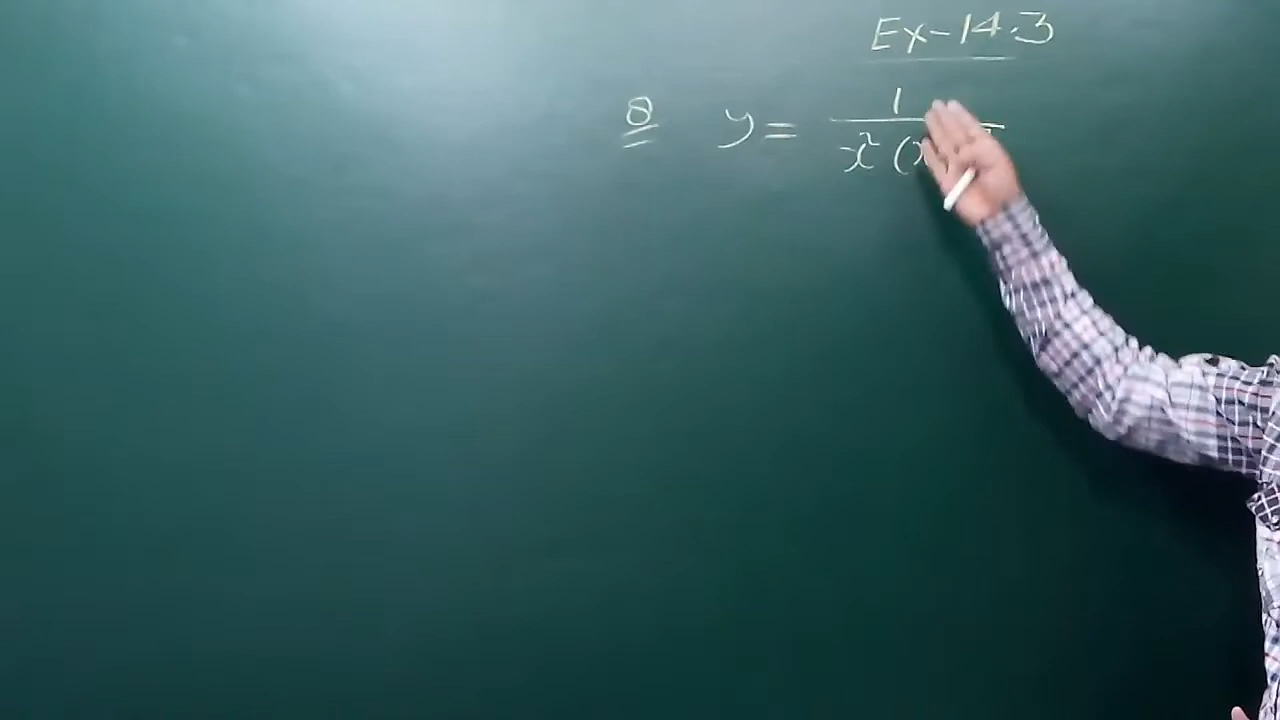 Ex-14.3
8 y = 1
x² (x